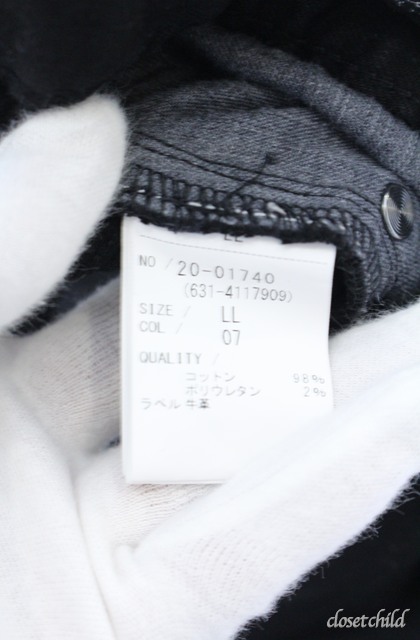 LL
NO / 20-01740
(631-4117909)
SIZE / LL
COL / 07
QUALITY /
コットン 98%
ポリウレタン 2%
ラベル 牛革
closetchild